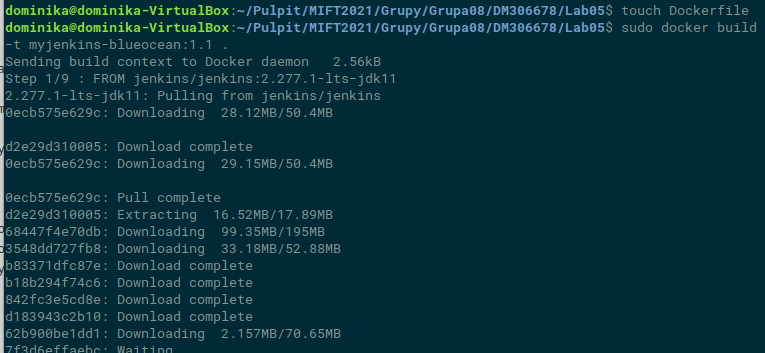 dominika@dominika-VirtualBox:~/Pulpit/MIFT2021/Grupy/Grupa08/DM306678/Lab05$ touch Dockerfile
dominika@dominika-VirtualBox:~/Pulpit/MIFT2021/Grupy/Grupa08/DM306678/Lab05$ sudo docker build
-t myjenkins-blueocean:1.1 .
Sending build context to Docker daemon   2.56kB
Step 1/9 : FROM jenkins/jenkins:2.277.1-lts-jdk11
2.277.1-lts-jdk11: Pulling from jenkins/jenkins
0ecb575e629c: Downloading  28.12MB/50.4MB
d2e29d310005: Download complete
0ecb575e629c: Downloading  29.15MB/50.4MB
0ecb575e629c: Pull complete
d2e29d310005: Extracting  16.52MB/17.89MB
68447f4e70db: Downloading  99.35MB/195MB
3548dd727fb8: Downloading  33.18MB/52.88MB
b83371dfc87e: Download complete
b18b294f74c6: Download complete
842fc3e5cd8e: Download complete
d183943c2b10: Download complete
62b900be1dd1: Downloading  2.157MB/70.65MB
7f3d6effaebc: Waiting